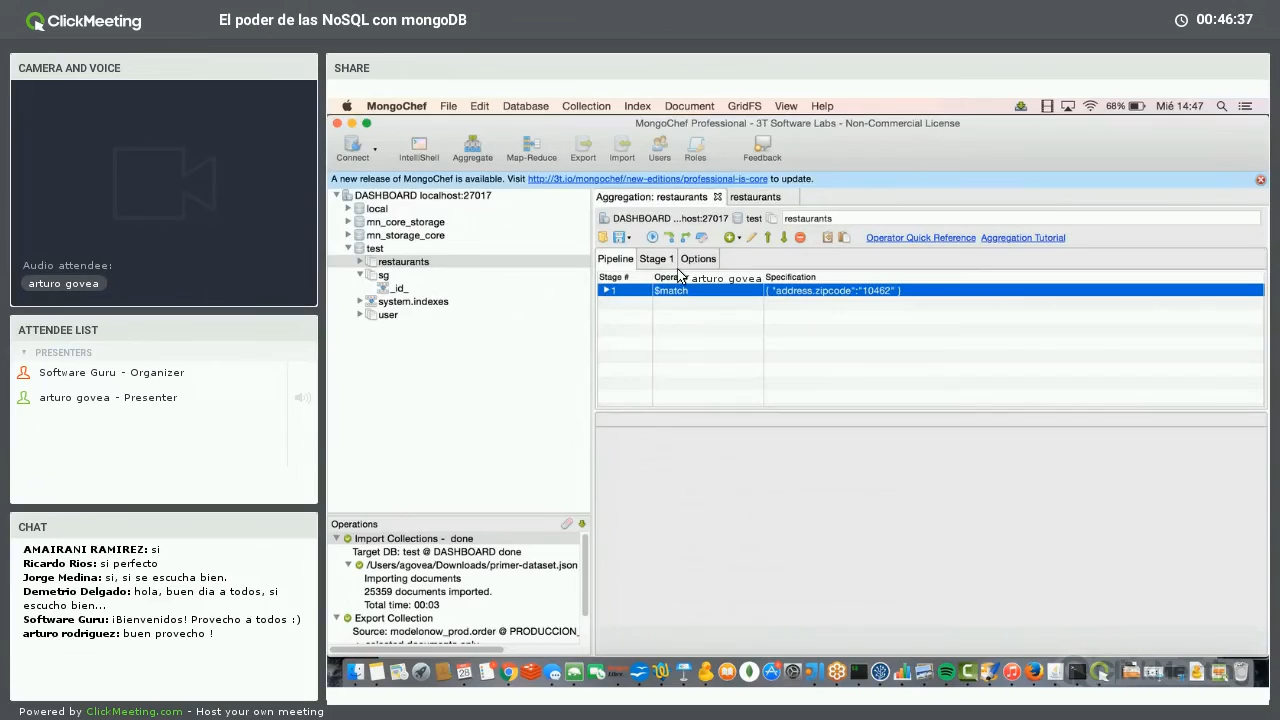 ClickMeeting
El poder de las NoSQL con mongoDB
00:46:37
CAMERA AND VOICE
Audio attendee:
arturo govea
ATTENDEE LIST
PRESENTERS
Software Guru - Organizer
arturo govea - Presenter
CHAT
AMAIRANI RAMIREZ: si
Ricardo Rios: si perfecto
Jorge Medina: si, si se escucha bien.
Demetrio Delgado: hola, buen dia a todos, si
escucho bien...
Software Guru: ¡Bienvenidos! Provecho a todos :)
arturo rodriguez: buen provecho !
Powered by ClickMeeting.com - Host your own meeting
SHARE
MongoChef File Edit Database Collection Index Document GridFS View Help
68% Mié 14:47
MongoChef Professional - 3T Software Labs - Non-Commercial License
Connect IntelliShell Aggregate Map-Reduce Export Import Users Roles Feedback
A new release of MongoChef is available. Visit http://3t.io/mongochef/new-editions/professional-is-core to update.
DASHBOARD localhost:27017
local
mn_core_storage
mn_storage_core
test
restaurants
sg
_id_
system.indexes
user
Aggregation: restaurants restaurants
DASHBOARD ...host:27017 test restaurants
Operator Quick Reference Aggregation Tutorial
Pipeline Stage 1 Options
Stage # arturo govea Specification
1 $match { "address.zipcode":"10462" }
Operations
Import Collections - done
Target DB: test @ DASHBOARD done
/Users/agovea/Downloads/primer-dataset.json
Importing documents
25359 documents imported.
Total time: 00:03
Export Collection
Source: modelonow_prod.order @ PRODUCCION_